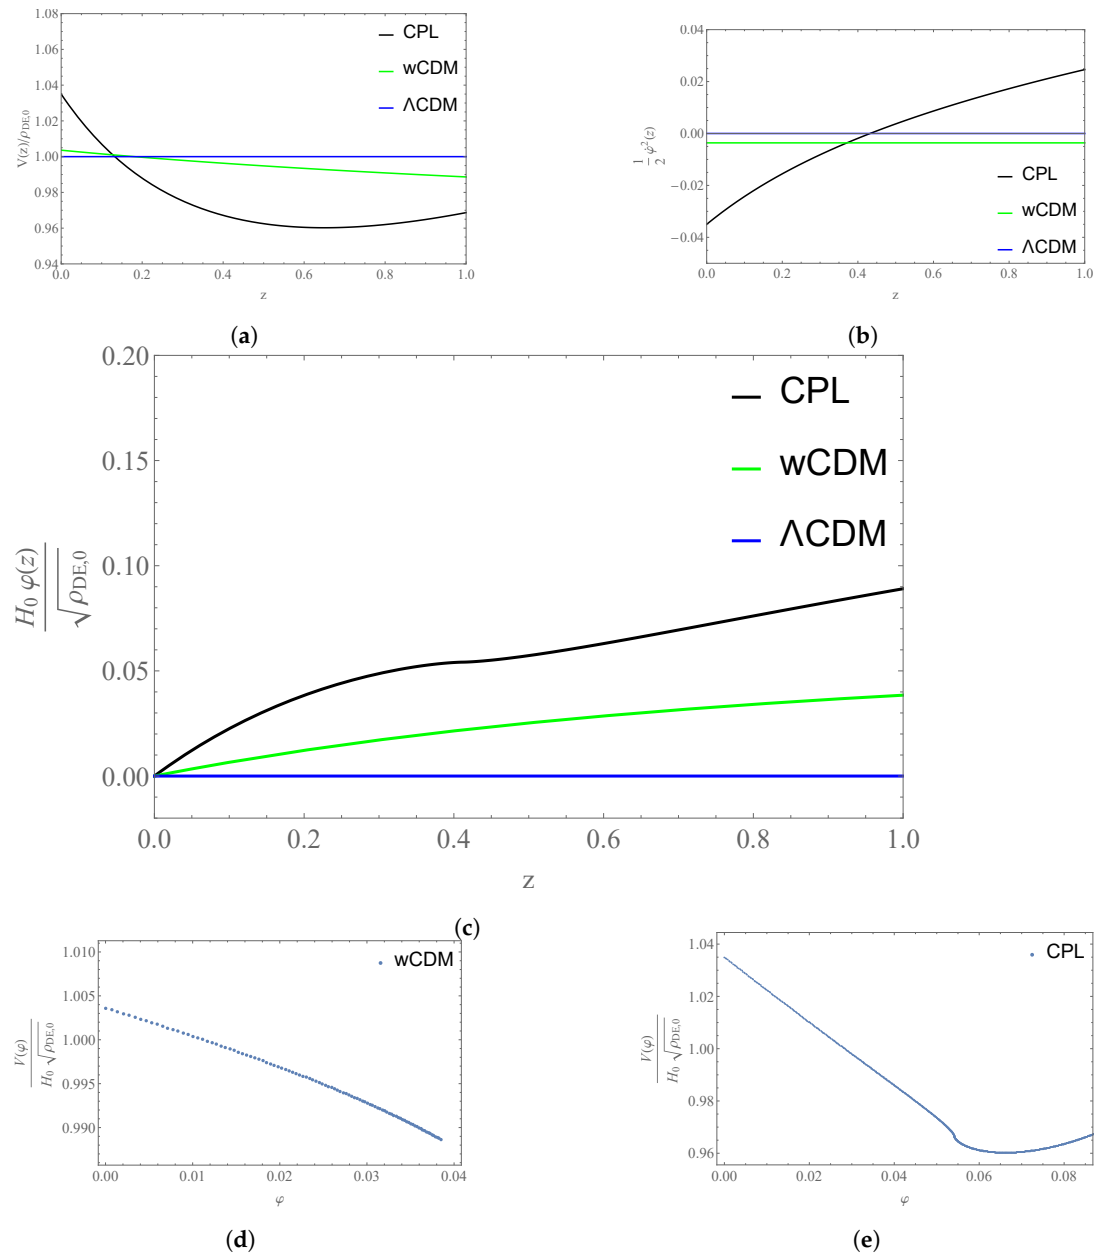 1.08
1.06
1.04
1.02
1.00
0.98
0.96
0.94
V(z)/ρDE,0
0.0 0.2 0.4 0.6 0.8 1.0
z
CPL
wCDM
ΛCDM
(a)
0.04
0.02
0.00
−0.02
−0.04
1/2 φ̇²(z)
0.0 0.2 0.4 0.6 0.8 1.0
z
CPL
wCDM
ΛCDM
(b)
0.20
0.15
0.10
0.05
0.00
H₀ φ(z)
√ρDE,0
0.0 0.2 0.4 0.6 0.8 1.0
z
CPL
wCDM
ΛCDM
(c)
1.010
1.005
1.000
0.995
0.990
V(φ)
H₀ √ρDE,0
0.00 0.01 0.02 0.03 0.04
φ
wCDM
(d)
1.04
1.02
1.00
0.98
0.96
V(φ)
H₀ √ρDE,0
0.00 0.02 0.04 0.06 0.08
φ
CPL
(e)